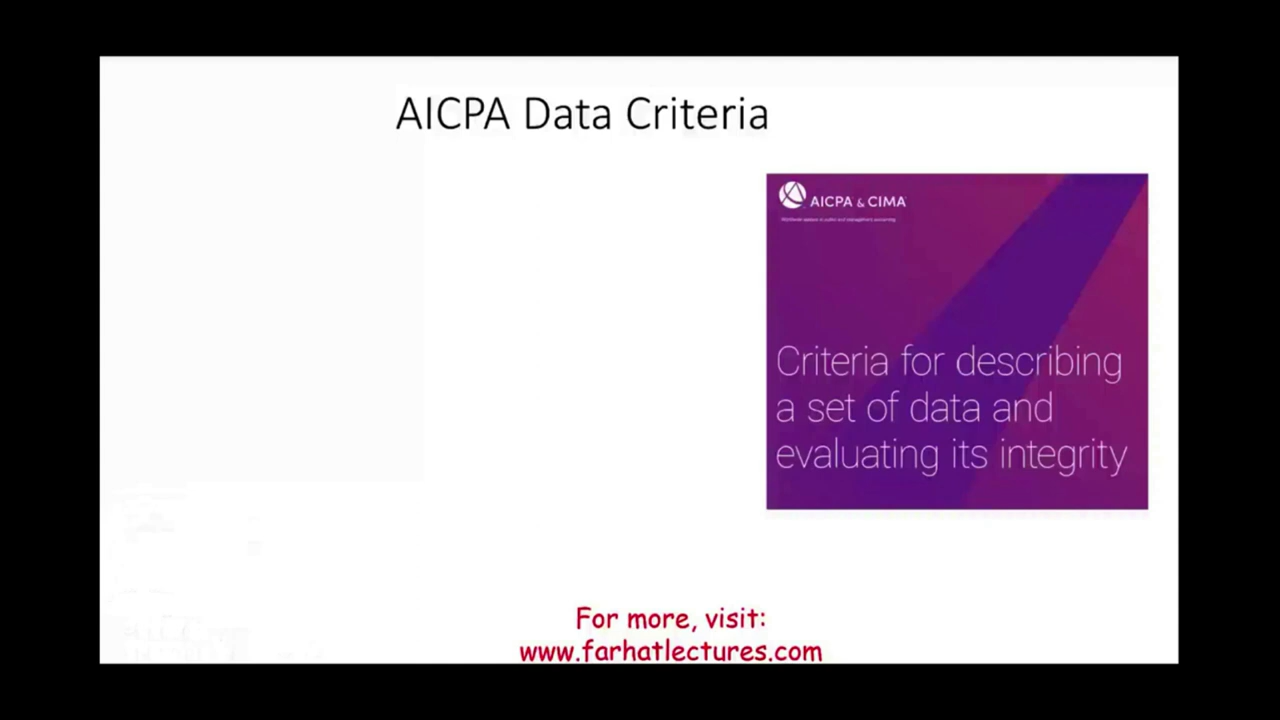 AICPA Data Criteria
AICPA & CIMA
Criteria for describing
a set of data and
evaluating its integrity
For more, visit:
www.farhatlectures.com